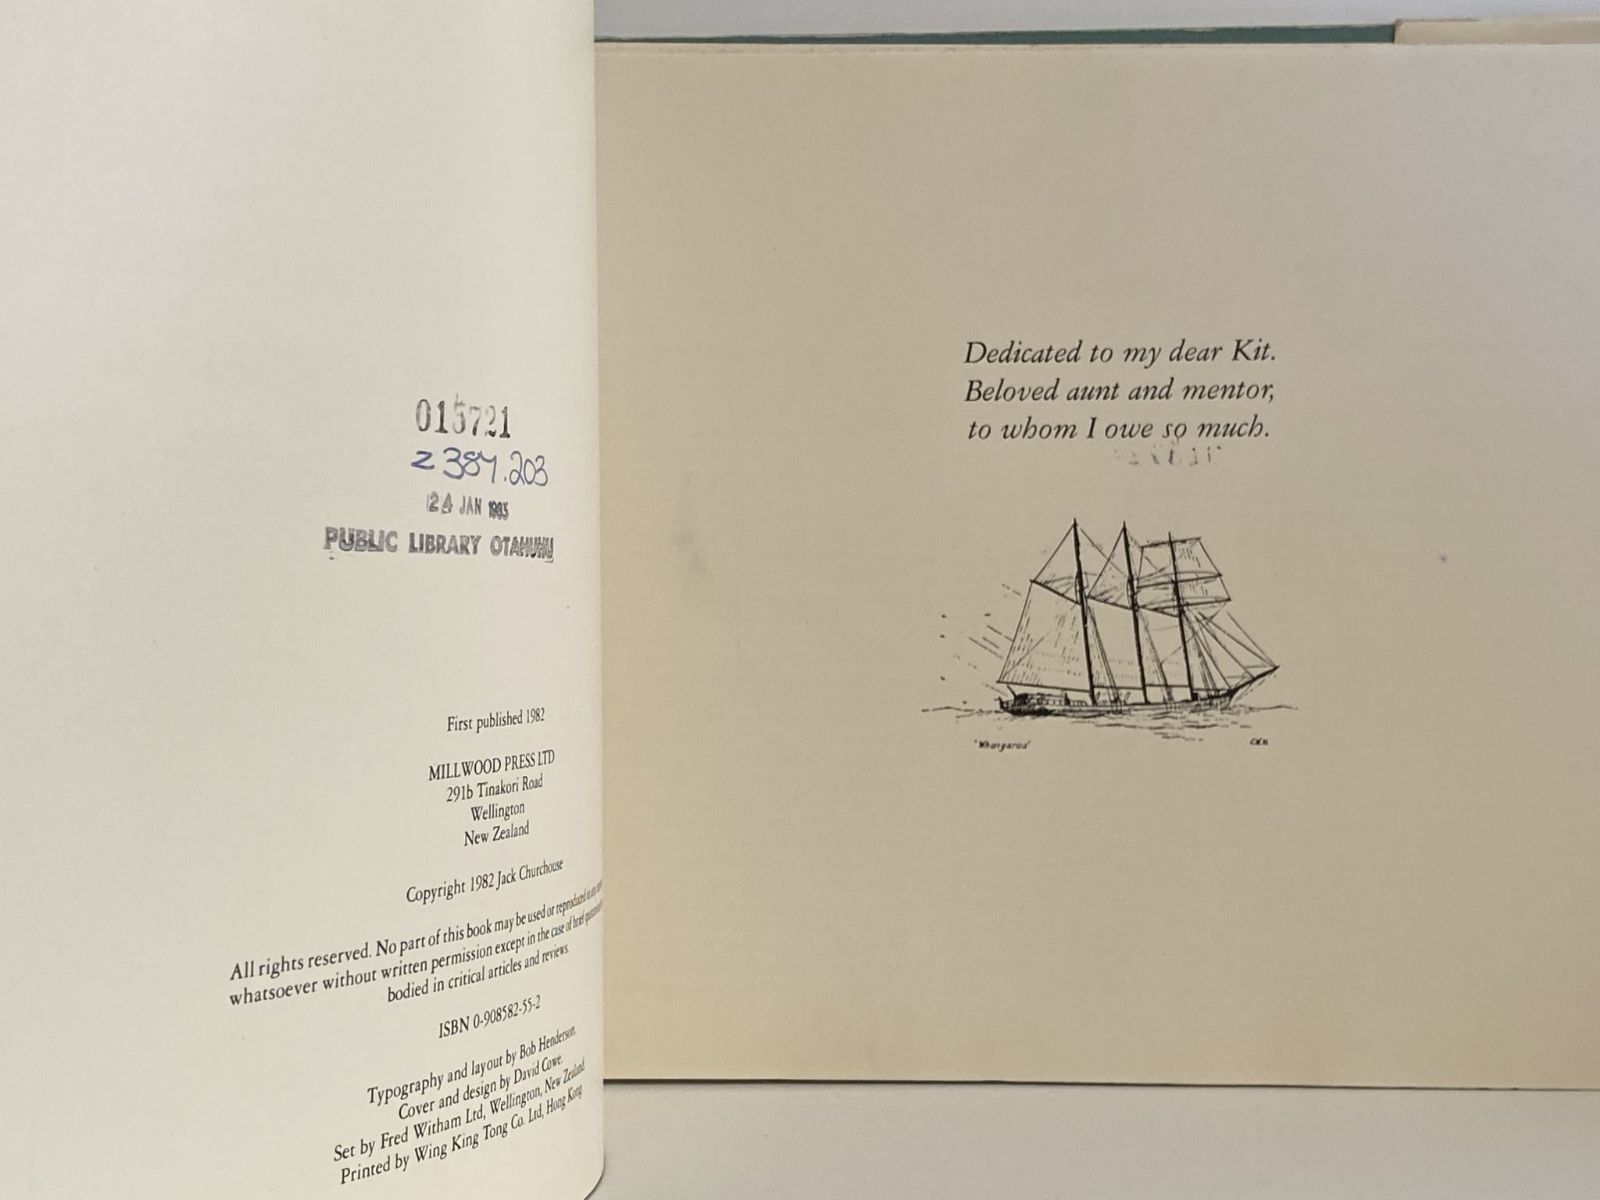 015721
Z 387.203
24 JAN 1983
PUBLIC LIBRARY OTAHUHU
First published 1982
MILLWOOD PRESS LTD
291b Tinakori Road
Wellington
New Zealand
Copyright 1982 Jack Churchouse
All rights reserved. No part of this book may be used or reproduced in any
whatsoever without written permission except in the case of brief
bodied in critical articles and reviews.
ISBN 0-908582-55-2
Typography and layout by Bob Henderson.
Cover and design by David Cowe.
Set by Fred Witham Ltd, Wellington, New Zealand
Printed by Wing King Tong Co. Ltd, Hong Kong
Dedicated to my dear Kit.
Beloved aunt and mentor,
to whom I owe so much.
'Whangaroa'